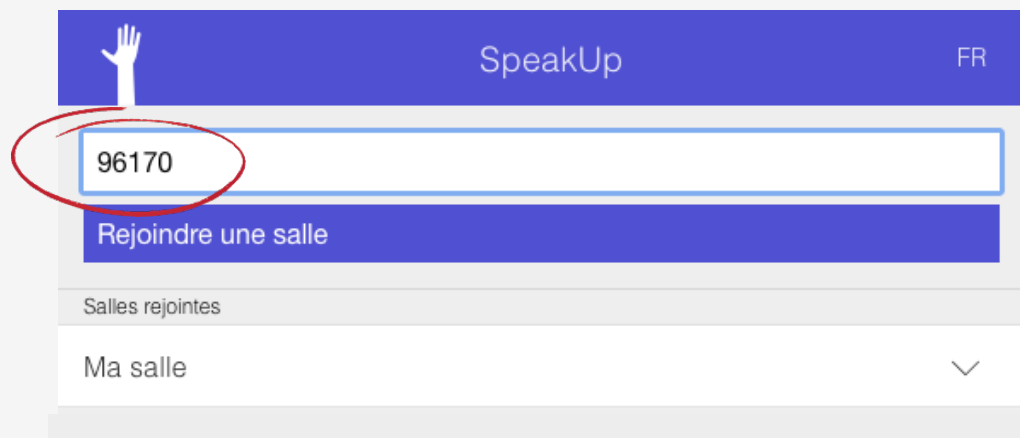 SpeakUp
FR
96170
Rejoindre une salle
Salles rejointes
Ma salle